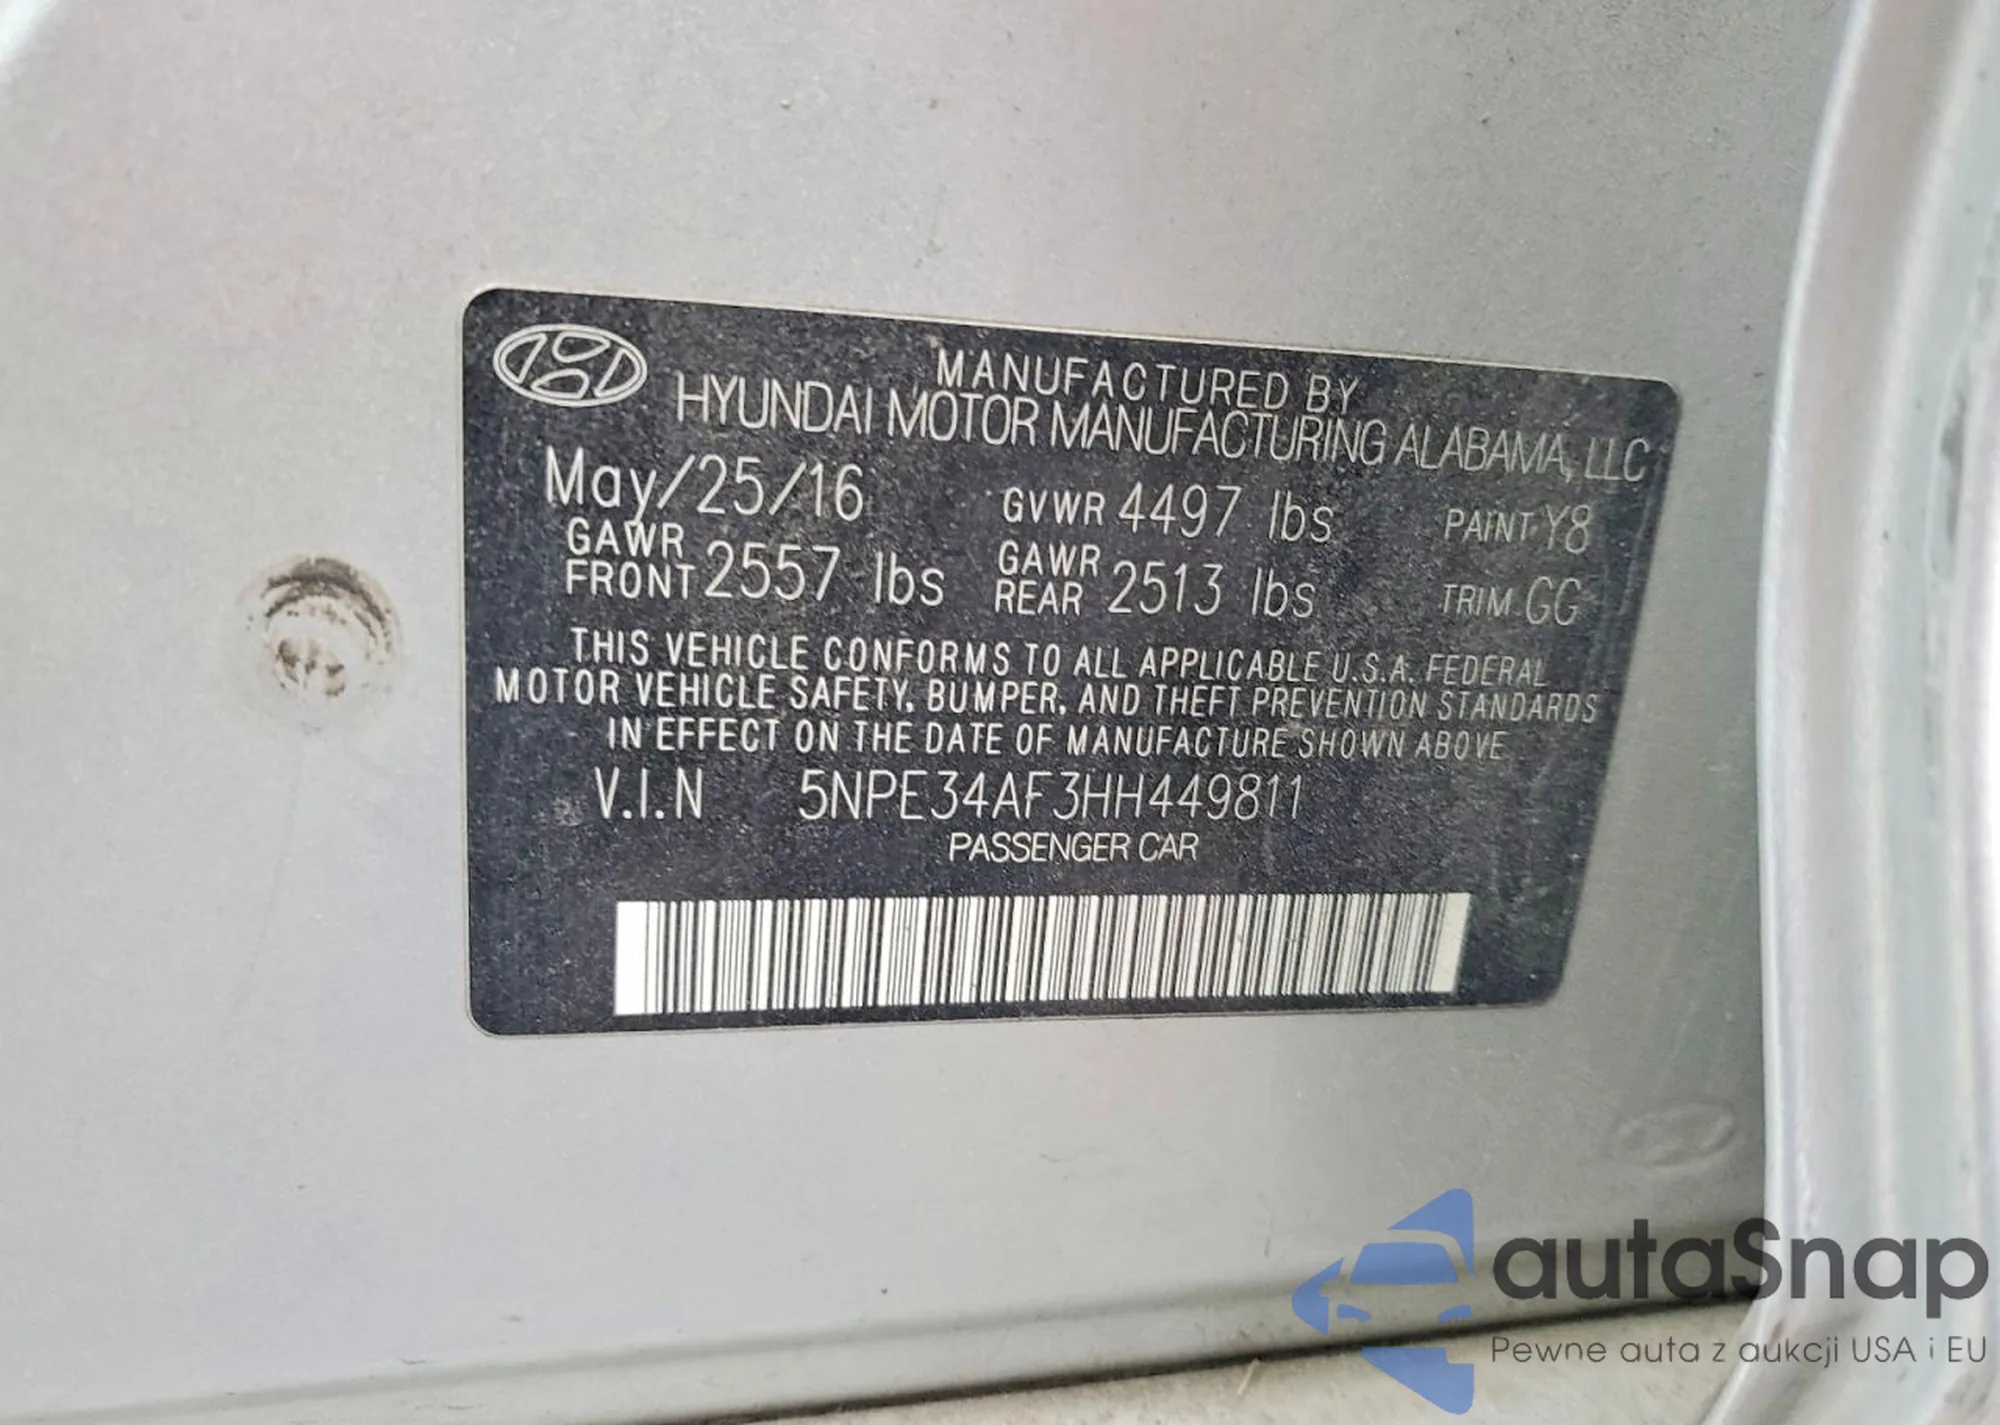 MANUFACTURED BY
HYUNDAI MOTOR MANUFACTURING ALABAMA, LLC
May/25/16 GVWR 4497 lbs PAINT Y8
GAWR FRONT 2557 lbs GAWR REAR 2513 lbs TRIM GG
THIS VEHICLE CONFORMS TO ALL APPLICABLE U.S.A. FEDERAL
MOTOR VEHICLE SAFETY, BUMPER, AND THEFT PREVENTION STANDARDS
IN EFFECT ON THE DATE OF MANUFACTURE SHOWN ABOVE
V.I.N 5NPE34AF3HH449811
PASSENGER CAR
autaSnap
Pewne auta z aukcji USA i EU